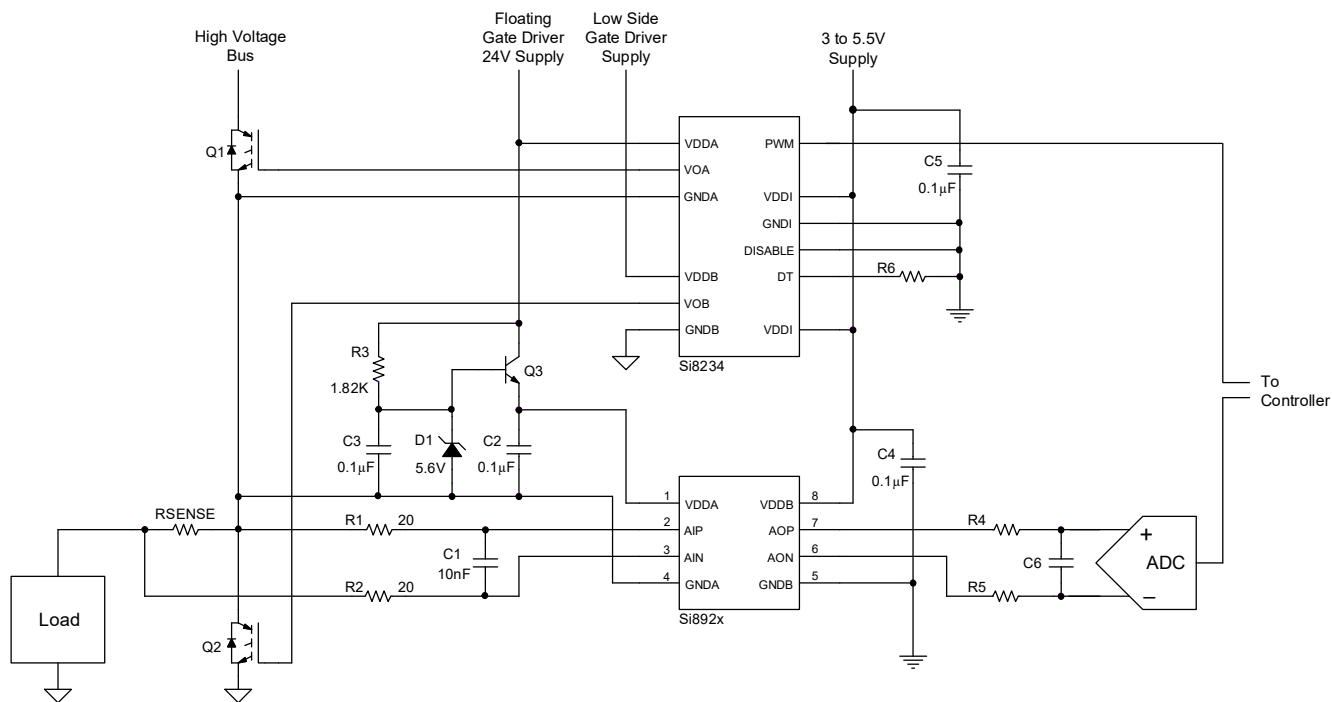 High Voltage
Bus
Floating
Gate Driver
24V Supply
Low Side
Gate Driver
Supply
3 to 5.5V
Supply
Q1
VDDA
VOA
GNDA
VDDB
VOB
GNDB
PWM
VDDI
GNDI
DISABLE
DT
VDDI
Si8234
C5
0.1µF
R6
R3
1.82K
Q3
C3
0.1µF
D1
5.6V
C2
0.1µF
C4
0.1µF
To
Controller
RSENSE
R1 20
C1
10nF
R2 20
1
2
3
4
VDDA
AIP
AIN
GNDA
VDDB
AOP
AON
GNDB
8
7
6
5
Si892x
R4
C6
R5
+
−
ADC
Load
Q2